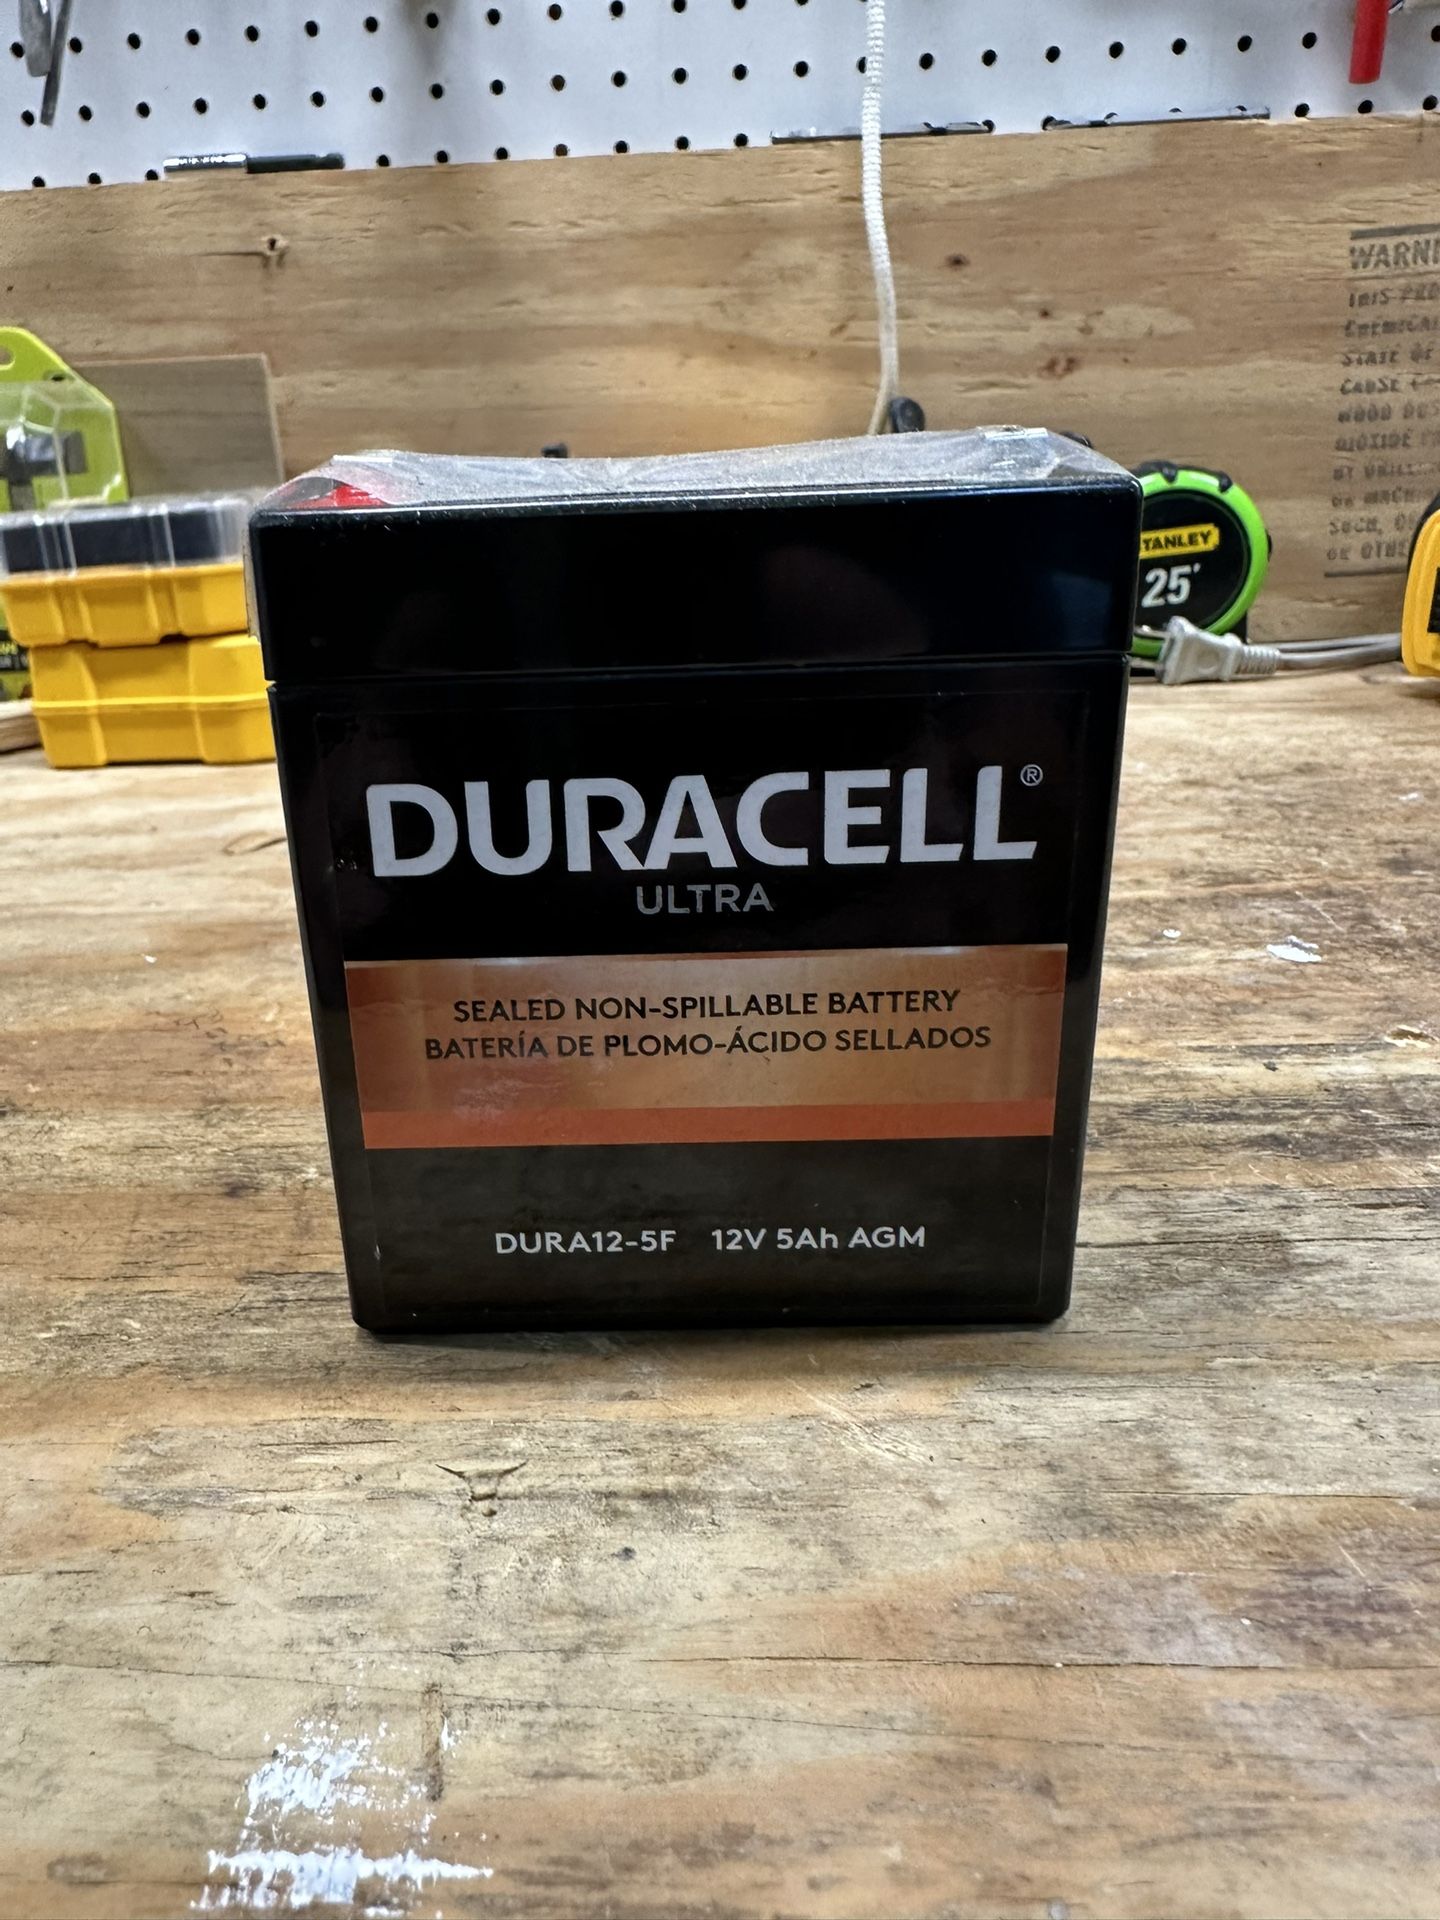 WARNI
STANLEY
25'
DURACELL®
ULTRA
SEALED NON-SPILLABLE BATTERY
BATERÍA DE PLOMO-ÁCIDO SELLADOS
DURA12-5F 12V 5Ah AGM